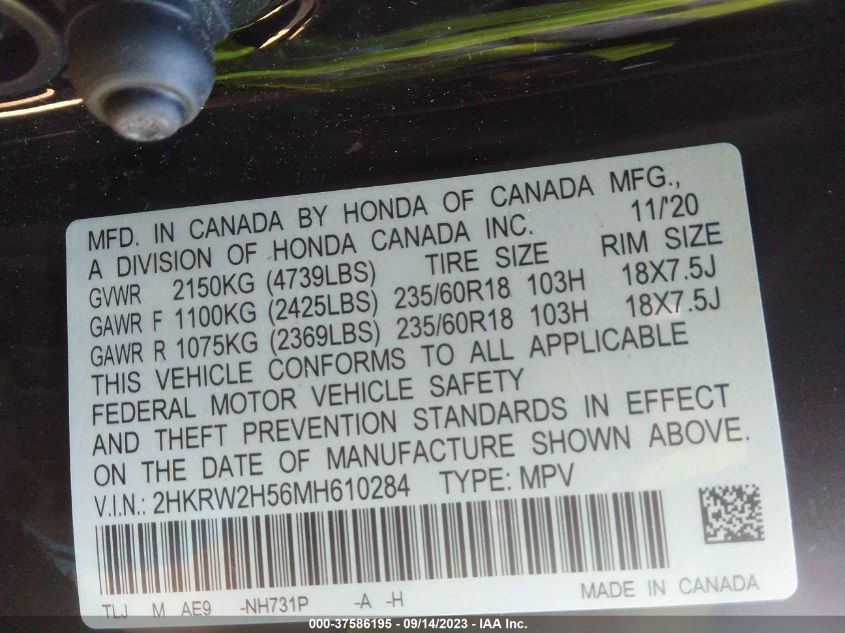 MFD. IN CANADA BY HONDA OF CANADA MFG.,
A DIVISION OF HONDA CANADA INC. 11/'20
GVWR 2150KG (4739LBS) TIRE SIZE RIM SIZE
GAWR F 1100KG (2425LBS) 235/60R18 103H 18X7.5J
GAWR R 1075KG (2369LBS) 235/60R18 103H 18X7.5J
THIS VEHICLE CONFORMS TO ALL APPLICABLE
FEDERAL MOTOR VEHICLE SAFETY
AND THEFT PREVENTION STANDARDS IN EFFECT
ON THE DATE OF MANUFACTURE SHOWN ABOVE.
V.I.N.: 2HKRW2H56MH610284 TYPE: MPV
TLJ M AE9 -NH731P -A -H MADE IN CANADA
000-37586195 - 09/14/2023 - IAA Inc.